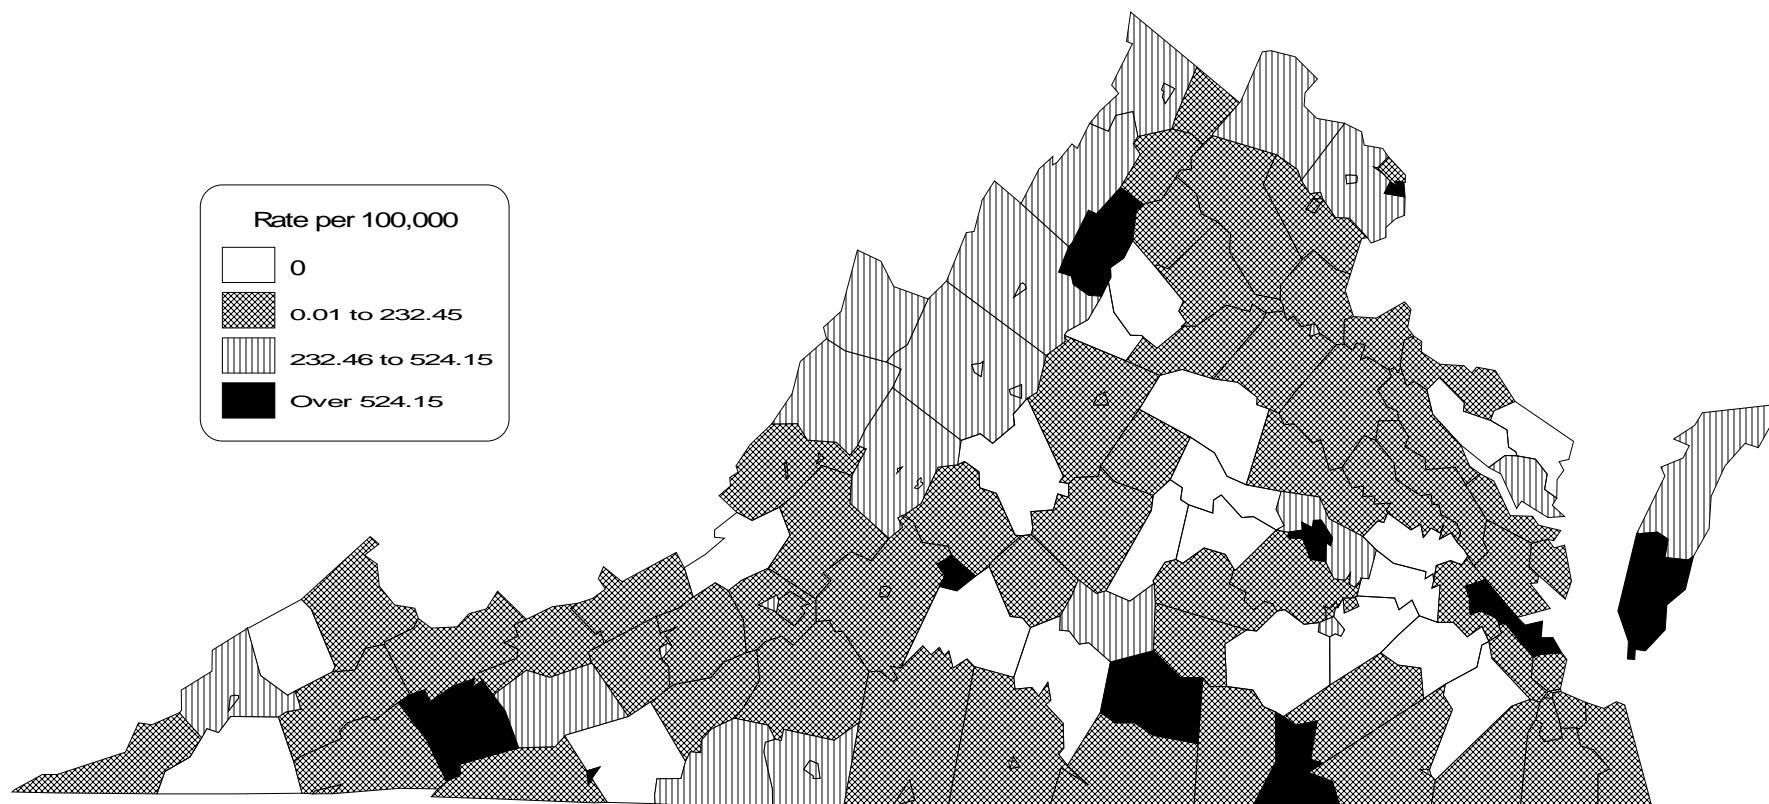 Rate per 100,000
0
0.01 to 232.45
232.46 to 524.15
Over 524.15